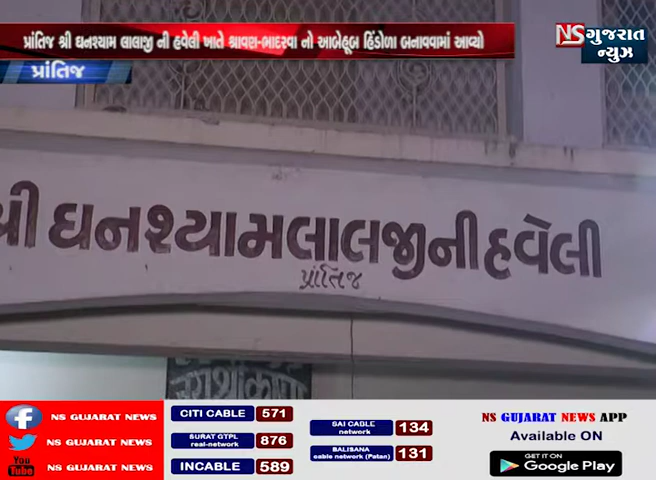 પ્રાંતિજ શ્રી ઘનશ્યામ લાલાજી ની હવેલી ખાતે શ્રાવણ-ભાદરવા નો આબેહૂબ હિંડોળા બનાવવામાં આવ્યો
NS ગુજરાત
ન્યુઝ
પ્રાંતિજ
શ્રી ઘનશ્યામલાલજીની હવેલી
પ્રાંતિજ
NS GUJARAT NEWS
NS GUJARAT NEWS
You Tube NS GUJARAT NEWS
CITI CABLE 571
SURAT GTPL real-network 876
INCABLE 589
SAI CABLE network 134
BALISANA cable network (Patan) 131
NS GUJARAT NEWS APP
Available ON
GET IT ON
Google Play